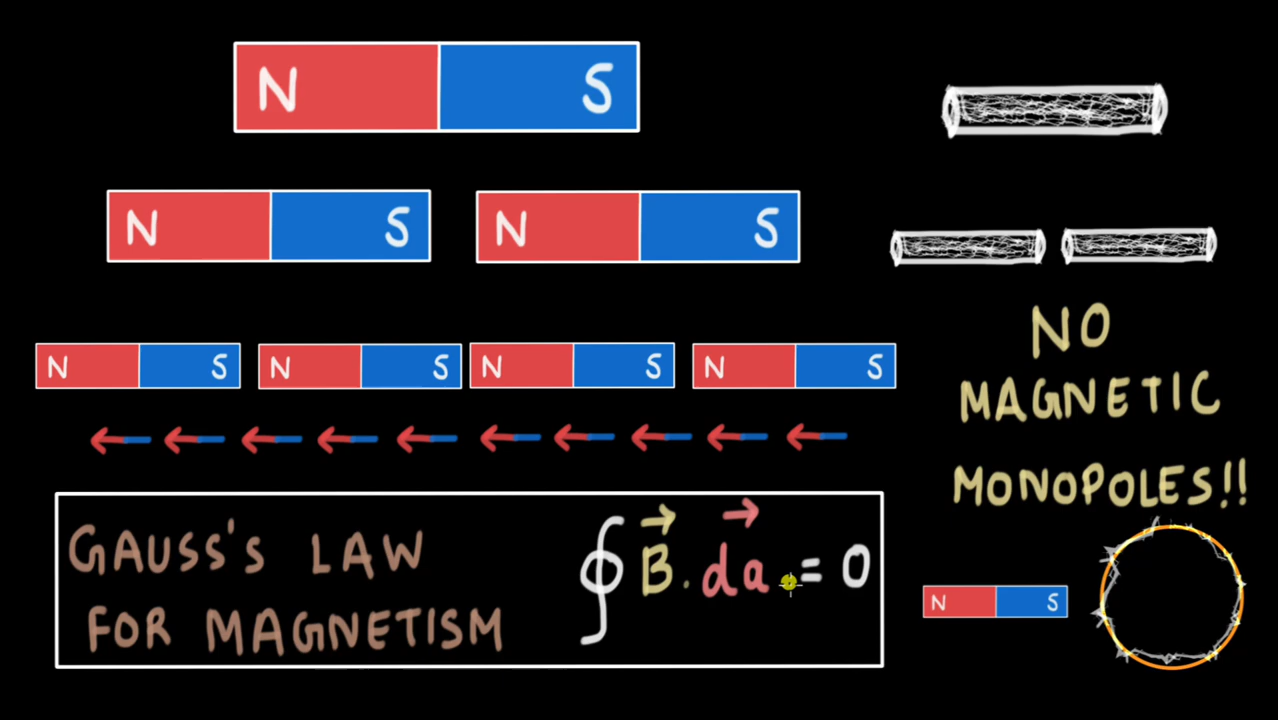 N S
N S N S
N S N S N S N S
NO
MAGNETIC
MONOPOLES!!
GAUSS'S LAW
FOR MAGNETISM
∮ B⃗ . da⃗ = 0
N S